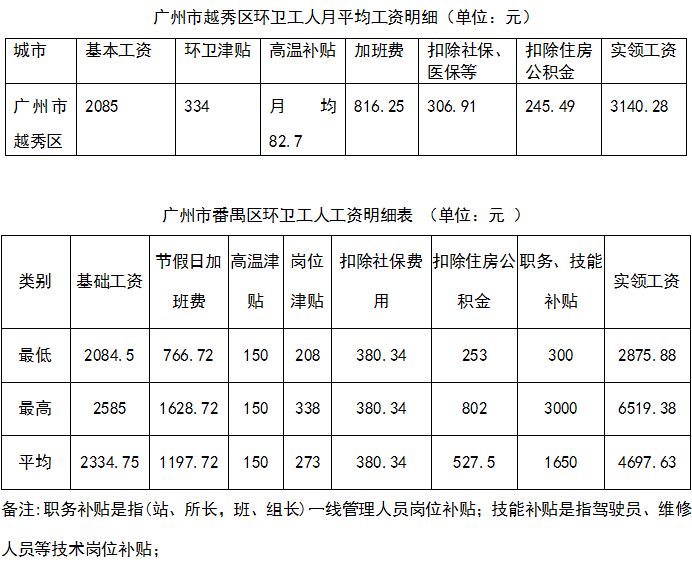 广州市越秀区环卫工人月平均工资明细（单位：元）
城市 基本工资 环卫津贴 高温补贴 加班费 扣除社保、医保等 扣除住房公积金 实领工资
广州市越秀区 2085 334 月均82.7 816.25 306.91 245.49 3140.28
广州市番禺区环卫工人工资明细表 （单位：元 ）
类别 基础工资 节假日加班费 高温津贴 岗位津贴 扣除社保费用 扣除住房公积金 职务、技能补贴 实领工资
最低 2084.5 766.72 150 208 380.34 253 300 2875.88
最高 2585 1628.72 150 338 380.34 802 3000 6519.38
平均 2334.75 1197.72 150 273 380.34 527.5 1650 4697.63
备注：职务补贴是指(站、所长，班、组长)一线管理人员岗位补贴；技能补贴是指驾驶员、维修
人员等技术岗位补贴；